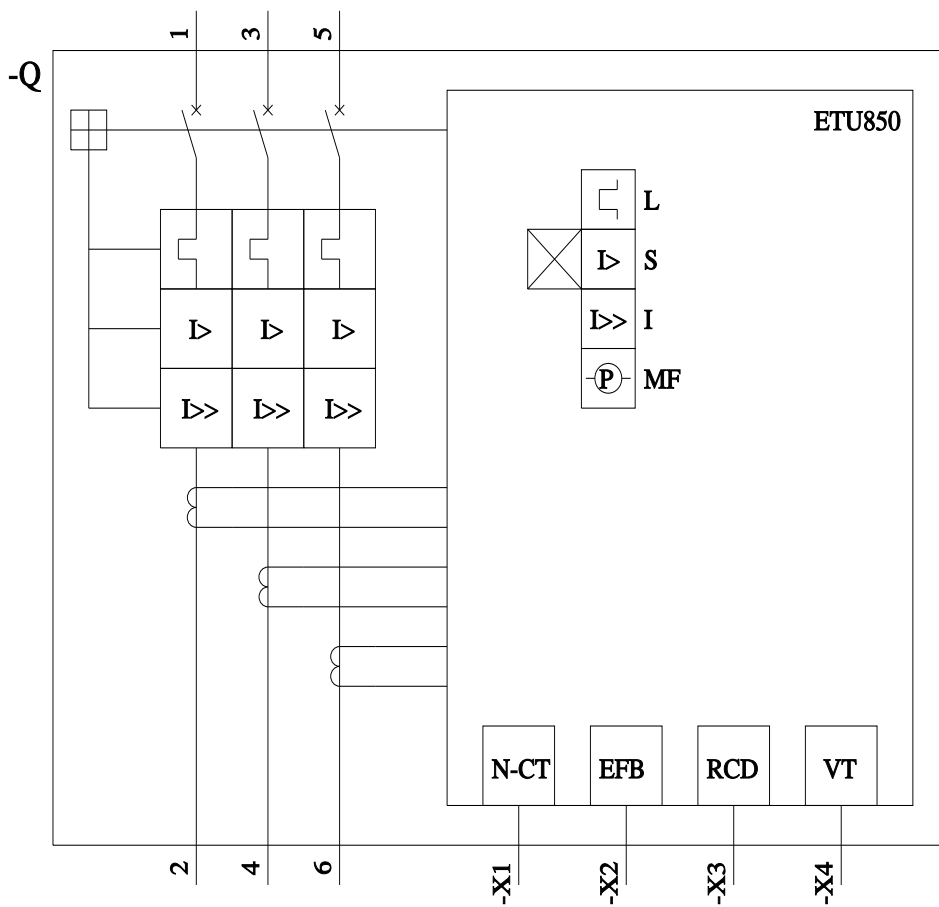 1 3 5
-Q
ETU850
L
I> S
I> I> I> I>> I
P MF
I>> I>> I>>
N-CT EFB RCD VT
2 4 6 -X1 -X2 -X3 -X4